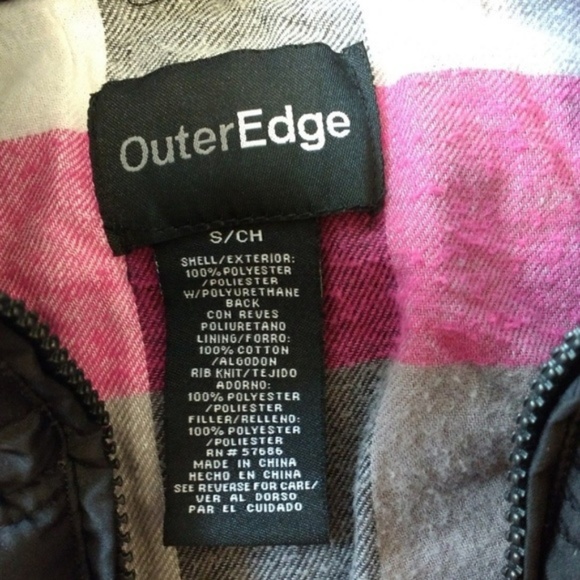 OuterEdge
S/CH
SHELL/EXTERIOR:
100% POLYESTER
/POLIESTER
W/POLYURETHANE
BACK
CON REVES
POLIURETANO
LINING/FORRO:
100% COTTON
/ALGODON
RIB KNIT/TEJIDO
ADORNO:
100% POLYESTER
/POLIESTER
FILLER/RELLENO:
100% POLYESTER
/POLIESTER
RN # 57686
MADE IN CHINA
HECHO EN CHINA
SEE REVERSE FOR CARE/
VER AL DORSO
PAR EL CUIDADO